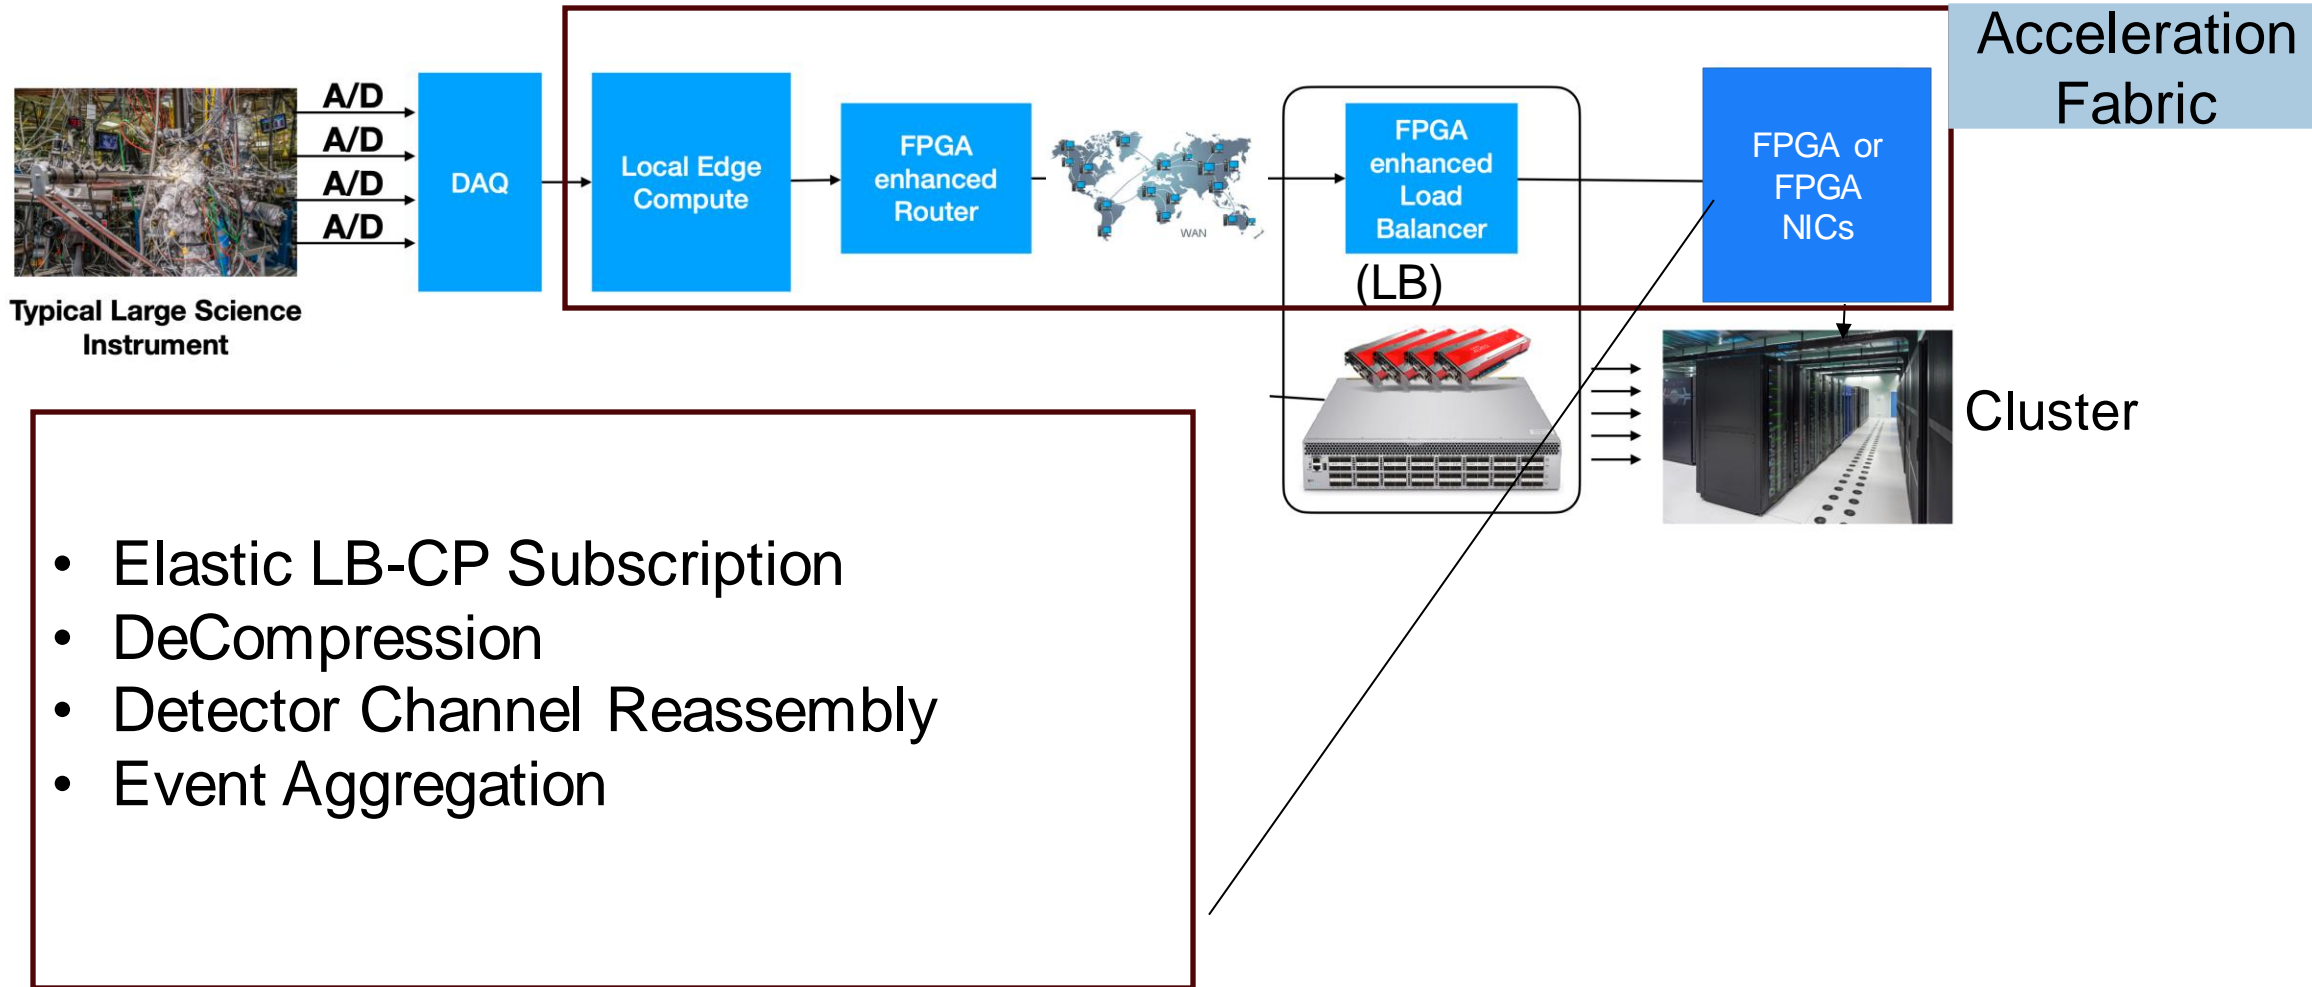 Acceleration
Fabric
A/D
A/D
A/D
A/D
Typical Large Science
Instrument
DAQ
Local Edge
Compute
FPGA
enhanced
Router
WAN
FPGA
enhanced
Load
Balancer
(LB)
FPGA or
FPGA
NICs
Cluster
• Elastic LB-CP Subscription
• DeCompression
• Detector Channel Reassembly
• Event Aggregation